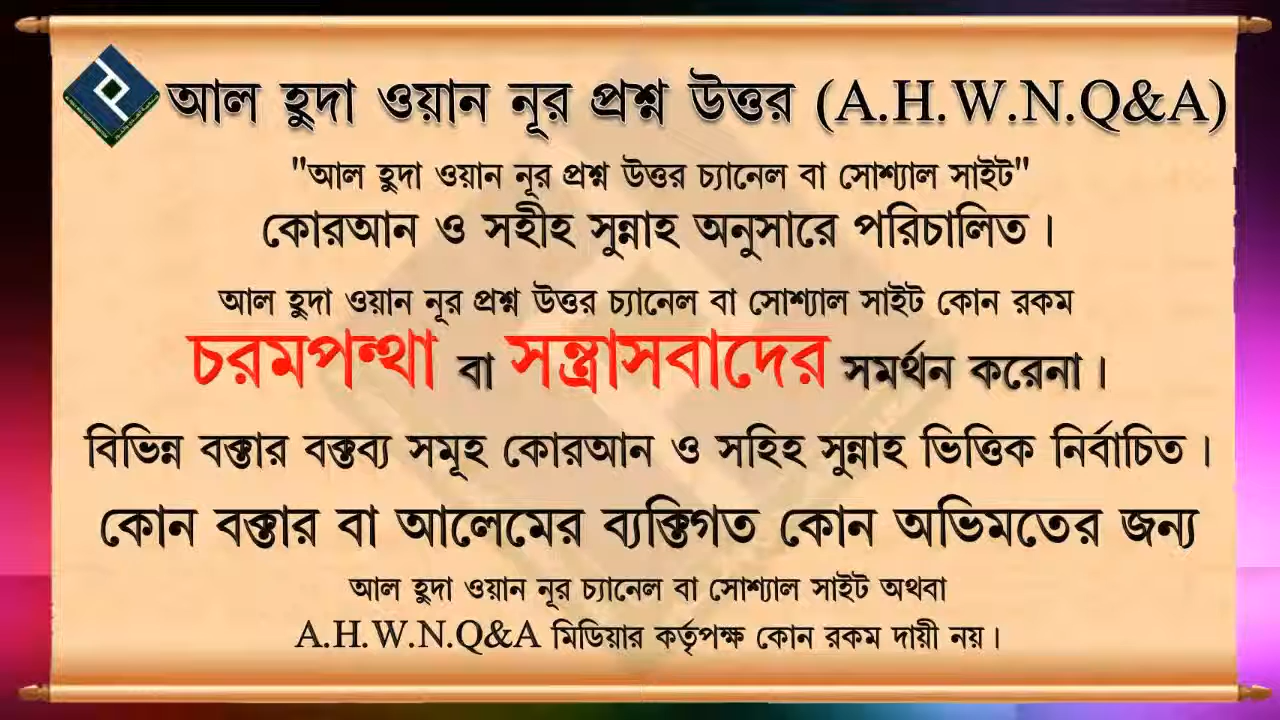 আল হুদা ওয়ান নূর প্রশ্ন উত্তর (A.H.W.N.Q&A)
"আল হুদা ওয়ান নূর প্রশ্ন উত্তর চ্যানেল বা সোশ্যাল সাইট"
কোরআন ও সহীহ সুন্নাহ অনুসারে পরিচালিত।
আল হুদা ওয়ান নূর প্রশ্ন উত্তর চ্যানেল বা সোশ্যাল সাইট কোন রকম
চরমপন্থা বা সন্ত্রাসবাদের সমর্থন করেনা।
বিভিন্ন বক্তার বক্তব্য সমূহ কোরআন ও সহিহ সুন্নাহ ভিত্তিক নির্বাচিত।
কোন বক্তার বা আলেমের ব্যক্তিগত কোন অভিমতের জন্য
আল হুদা ওয়ান নূর চ্যানেল বা সোশ্যাল সাইট অথবা
A.H.W.N.Q&A মিডিয়ার কর্তৃপক্ষ কোন রকম দায়ী নয়।